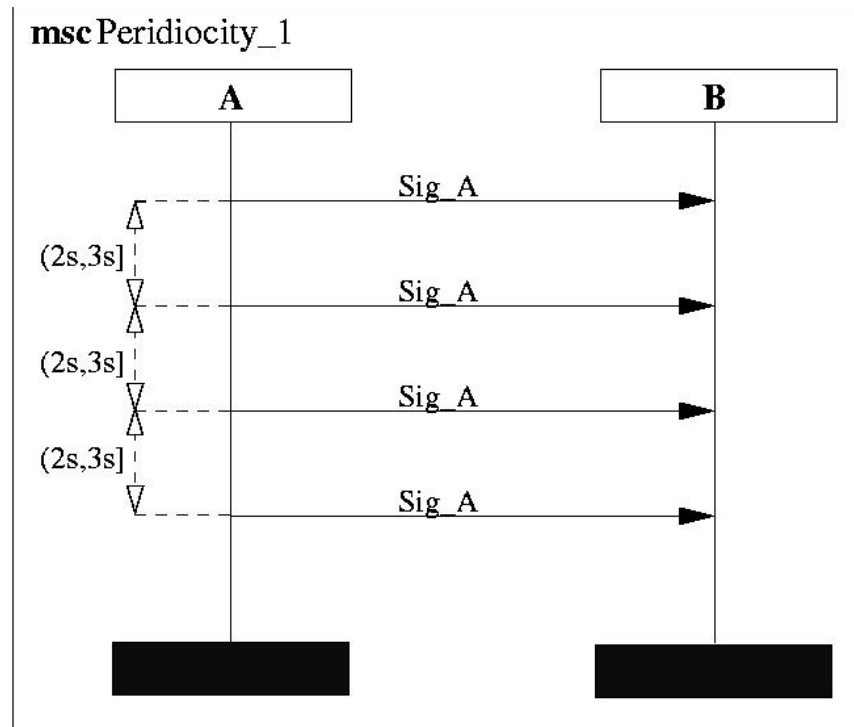 msc Peridiocity_1
A
B
Sig_A
(2s,3s]
Sig_A
(2s,3s]
Sig_A
(2s,3s]
Sig_A